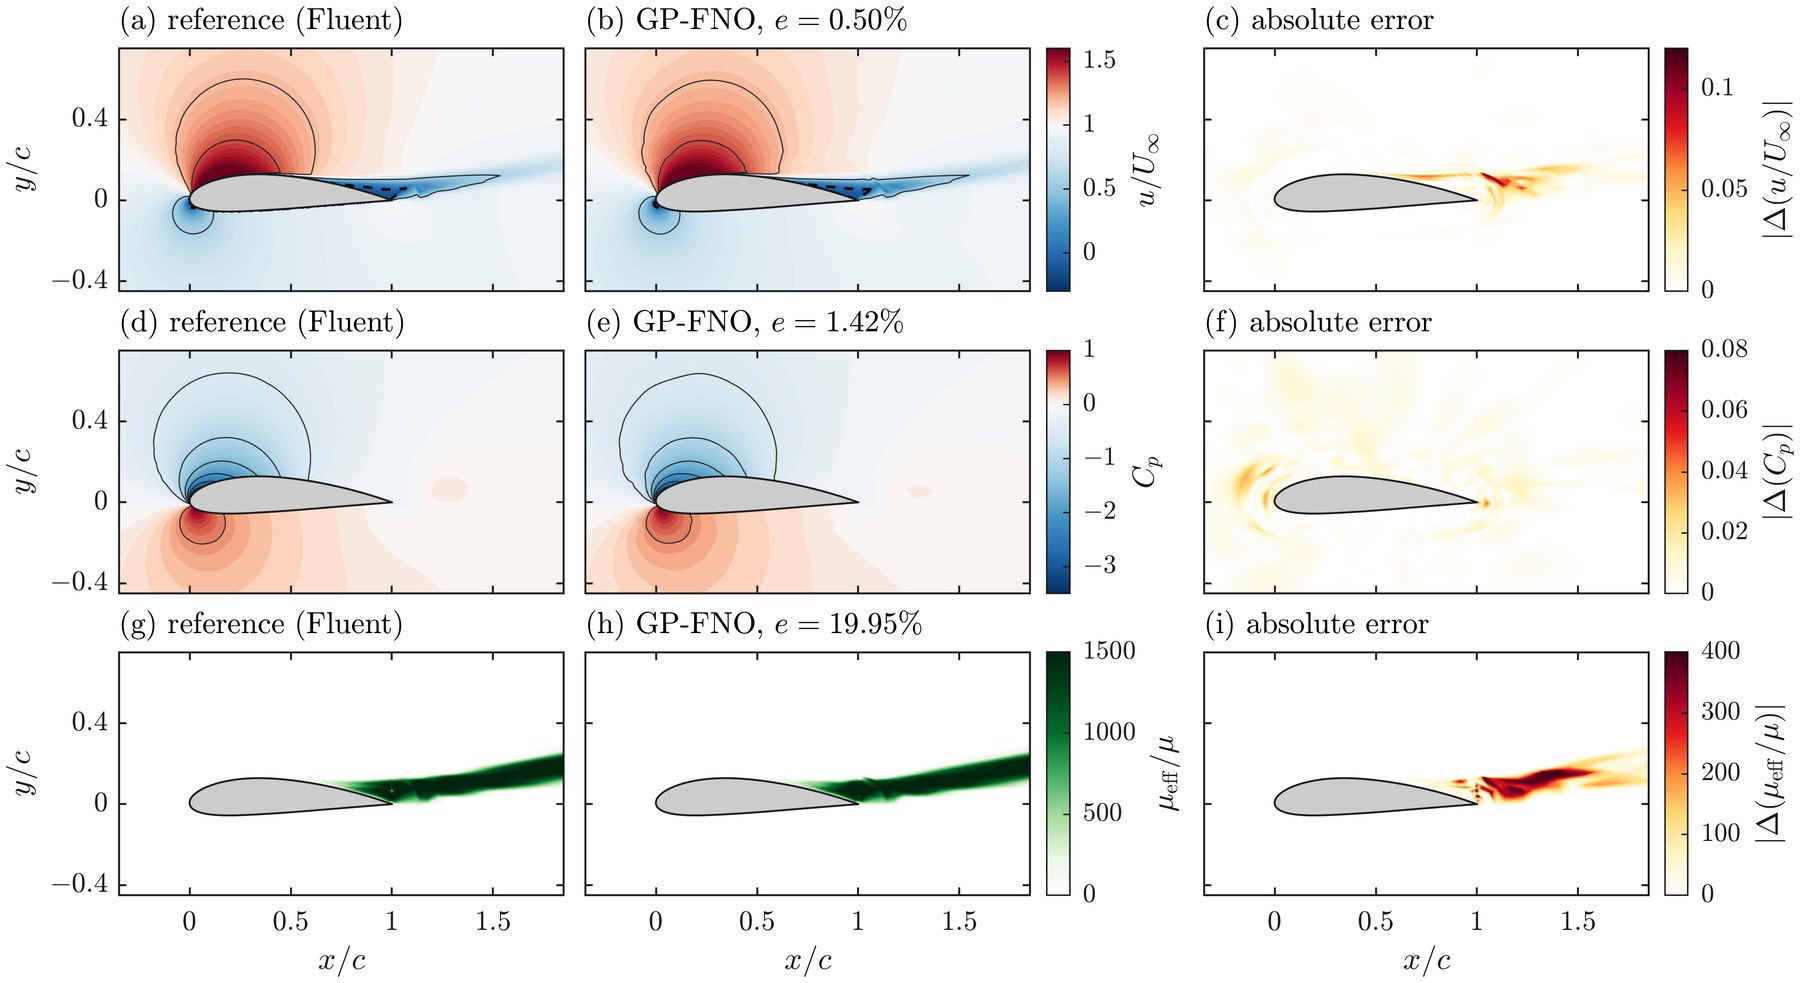 (a) reference (Fluent)
(b) GP-FNO, e = 0.50%
(c) absolute error
y/c
0.4
0
−0.4
1.5
1
0.5
0
u/U∞
0.1
0.05
0
|Δ(u/U∞)|
(d) reference (Fluent)
(e) GP-FNO, e = 1.42%
(f) absolute error
y/c
0.4
0
−0.4
1
0
−1
−2
−3
Cp
0.08
0.06
0.04
0.02
0
|Δ(Cp)|
(g) reference (Fluent)
(h) GP-FNO, e = 19.95%
(i) absolute error
y/c
0.4
0
−0.4
1500
1000
500
0
μeff/μ
400
300
200
100
0
|Δ(μeff/μ)|
0 0.5 1 1.5
0 0.5 1 1.5
0 0.5 1 1.5
x/c
x/c
x/c